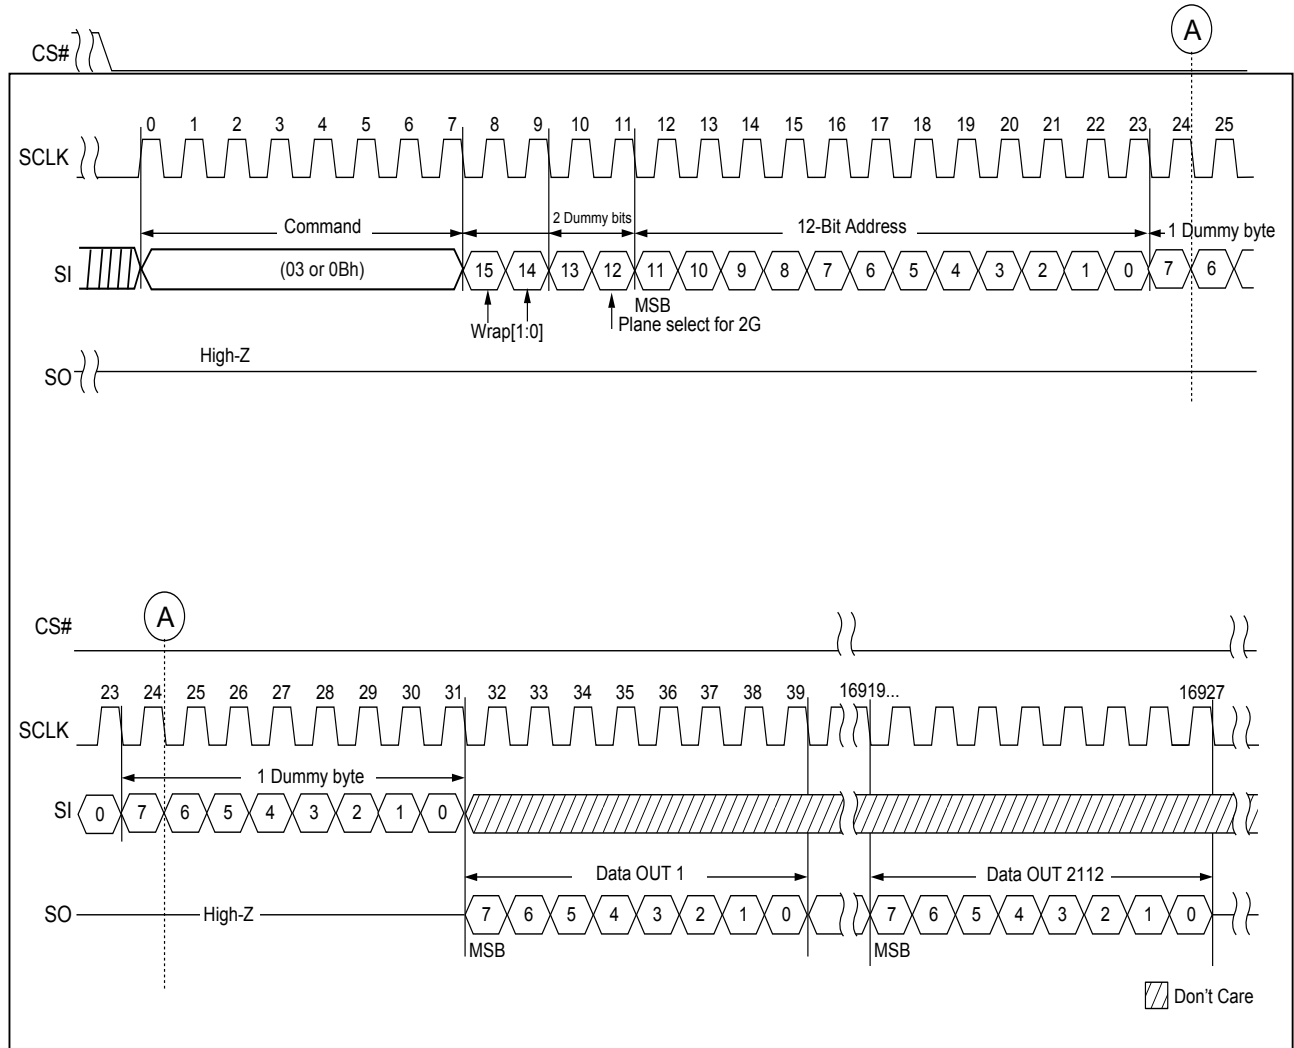 A
CS#
0 1 2 3 4 5 6 7 8 9 10 11 12 13 14 15 16 17 18 19 20 21 22 23 24 25
SCLK
Command 2 Dummy bits 12-Bit Address 1 Dummy byte
SI (03 or 0Bh) 15 14 13 12 11 10 9 8 7 6 5 4 3 2 1 0 7 6
MSB
Wrap[1:0] Plane select for 2G
High-Z
SO
A
CS#
23 24 25 26 27 28 29 30 31 32 33 34 35 36 37 38 39 16919... 16927
SCLK
1 Dummy byte
SI 0 7 6 5 4 3 2 1 0
Data OUT 1 Data OUT 2112
SO High-Z 7 6 5 4 3 2 1 0 7 6 5 4 3 2 1 0
MSB MSB
Don't Care